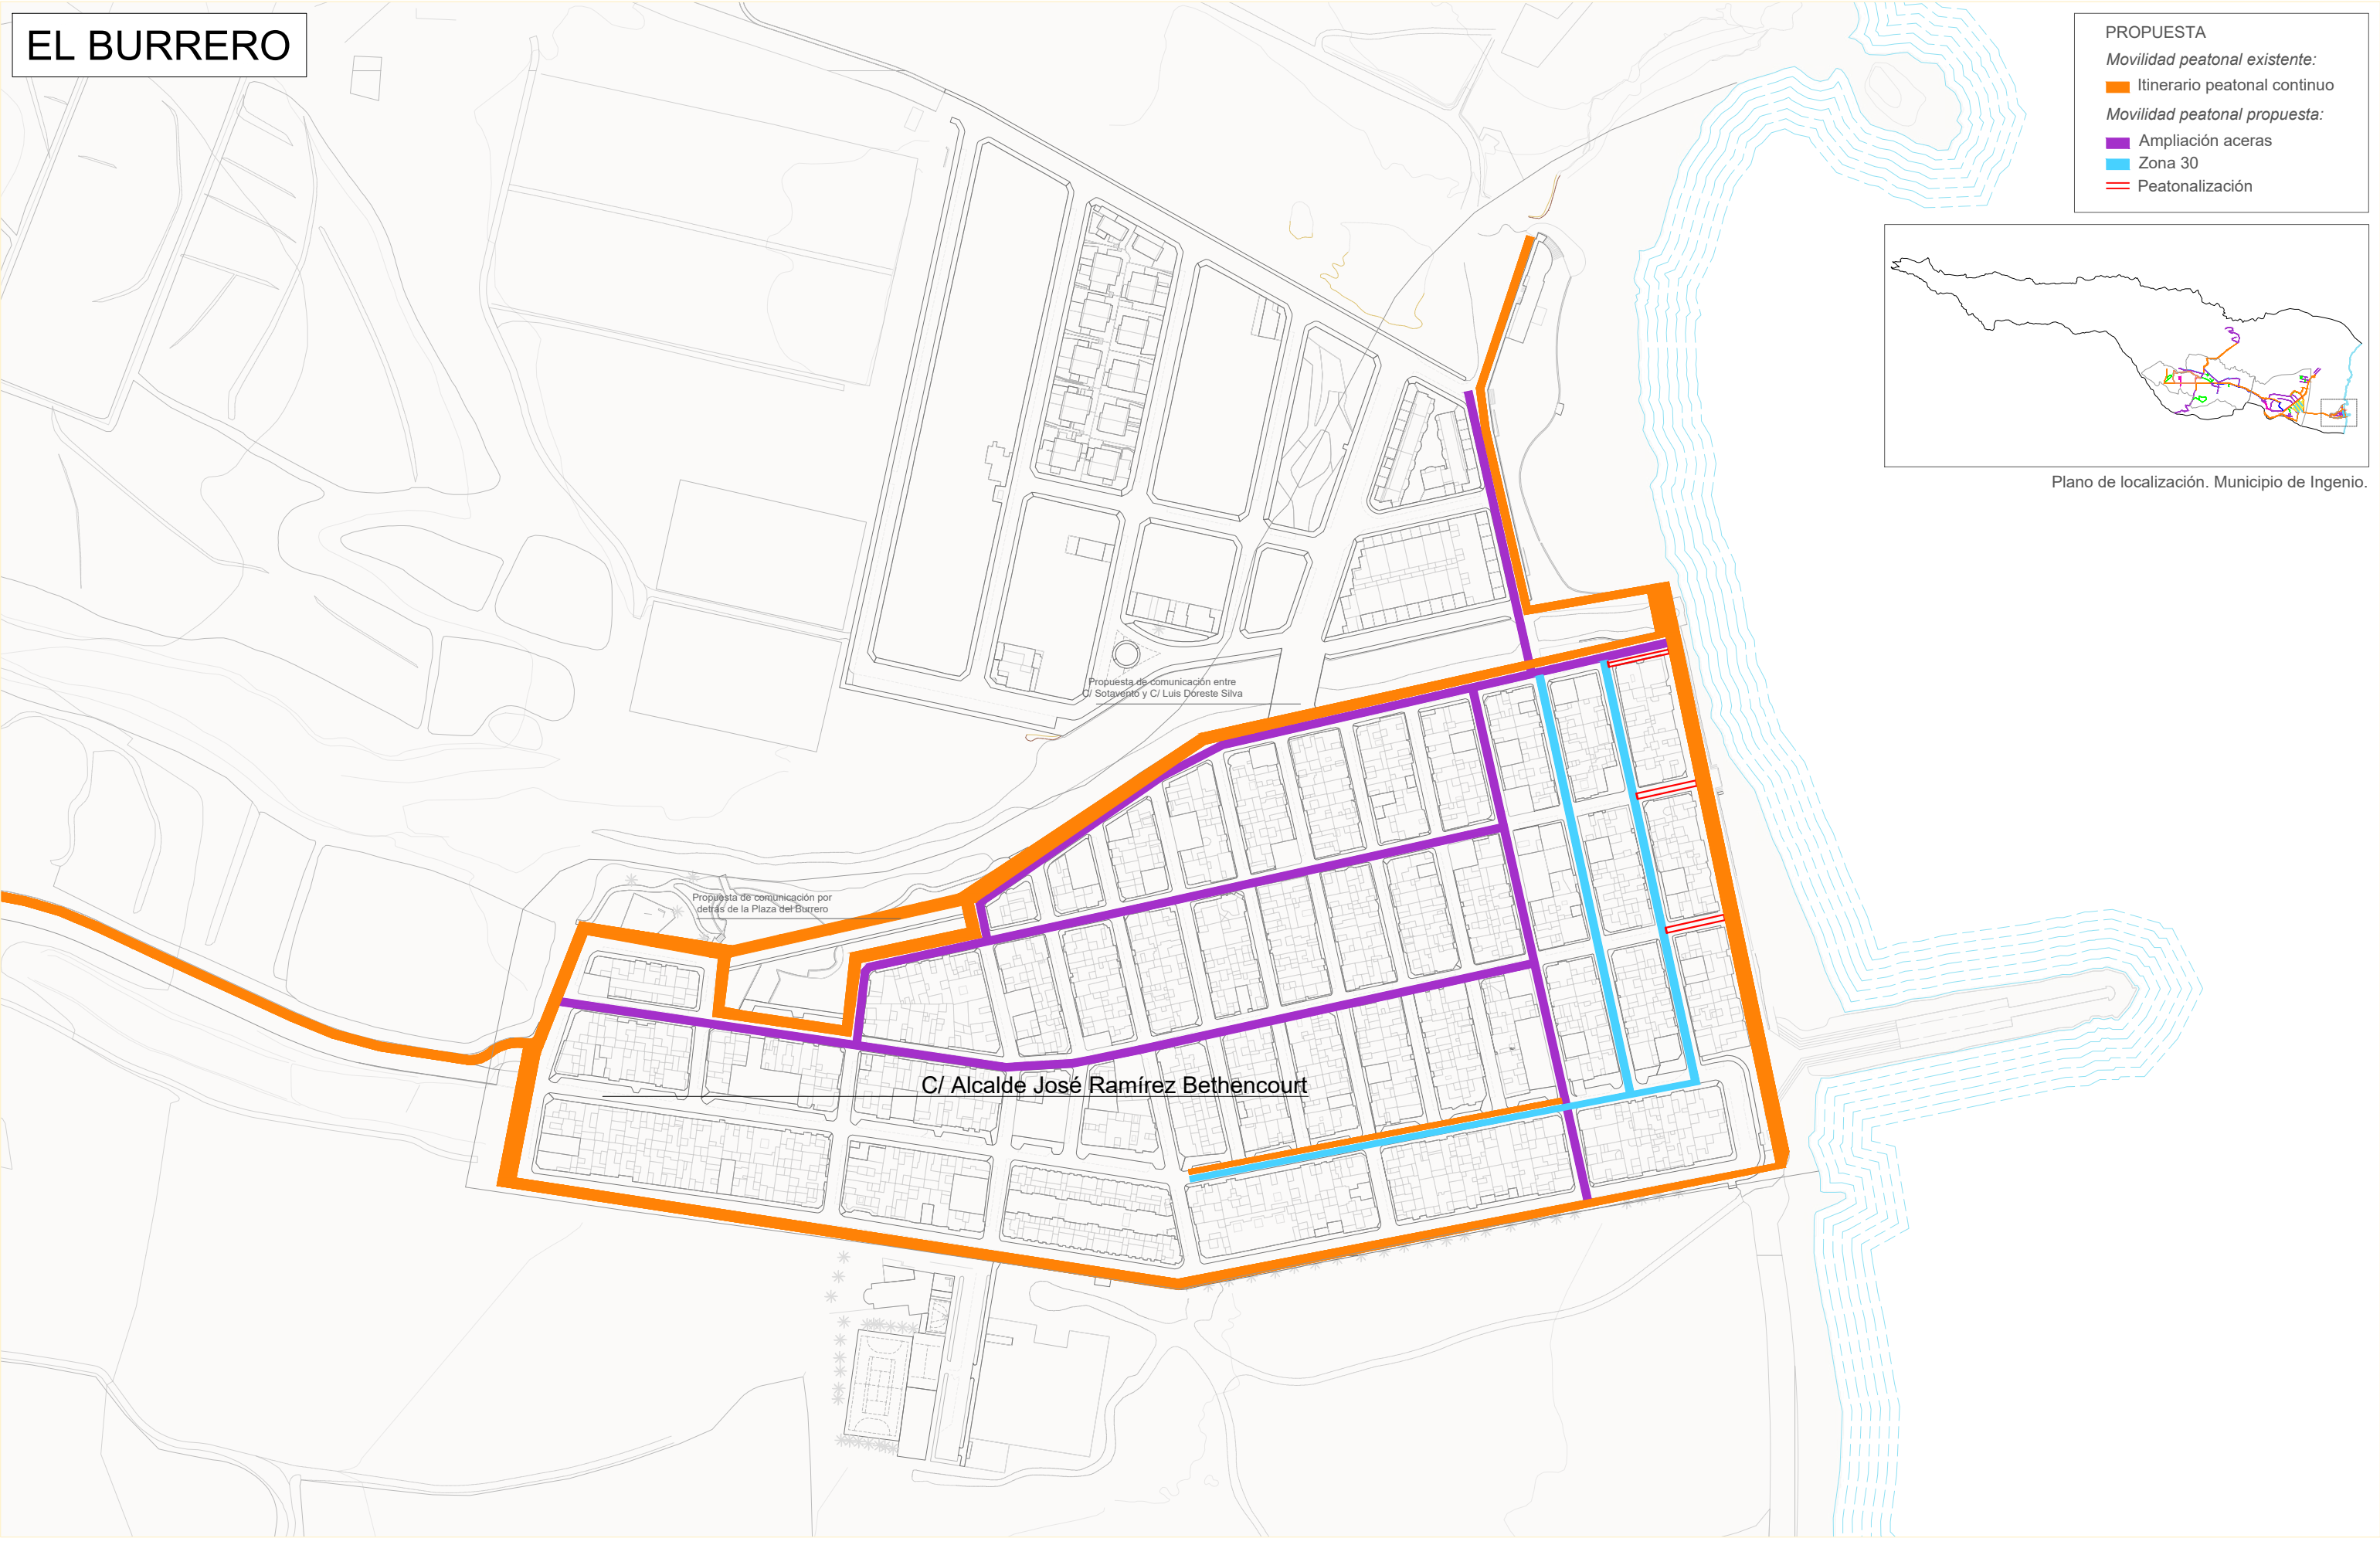 EL BURRERO
PROPUESTA
Movilidad peatonal existente:
Itinerario peatonal continuo
Movilidad peatonal propuesta:
Ampliación aceras
Zona 30
Peatonalización
Plano de localización. Municipio de Ingenio.
Propuesta de comunicación entre
C/ Sotavento y C/ Luis Doreste Silva
Propuesta de comunicación por
detrás de la Plaza del Burrero
C/ Alcalde José Ramírez Bethencourt